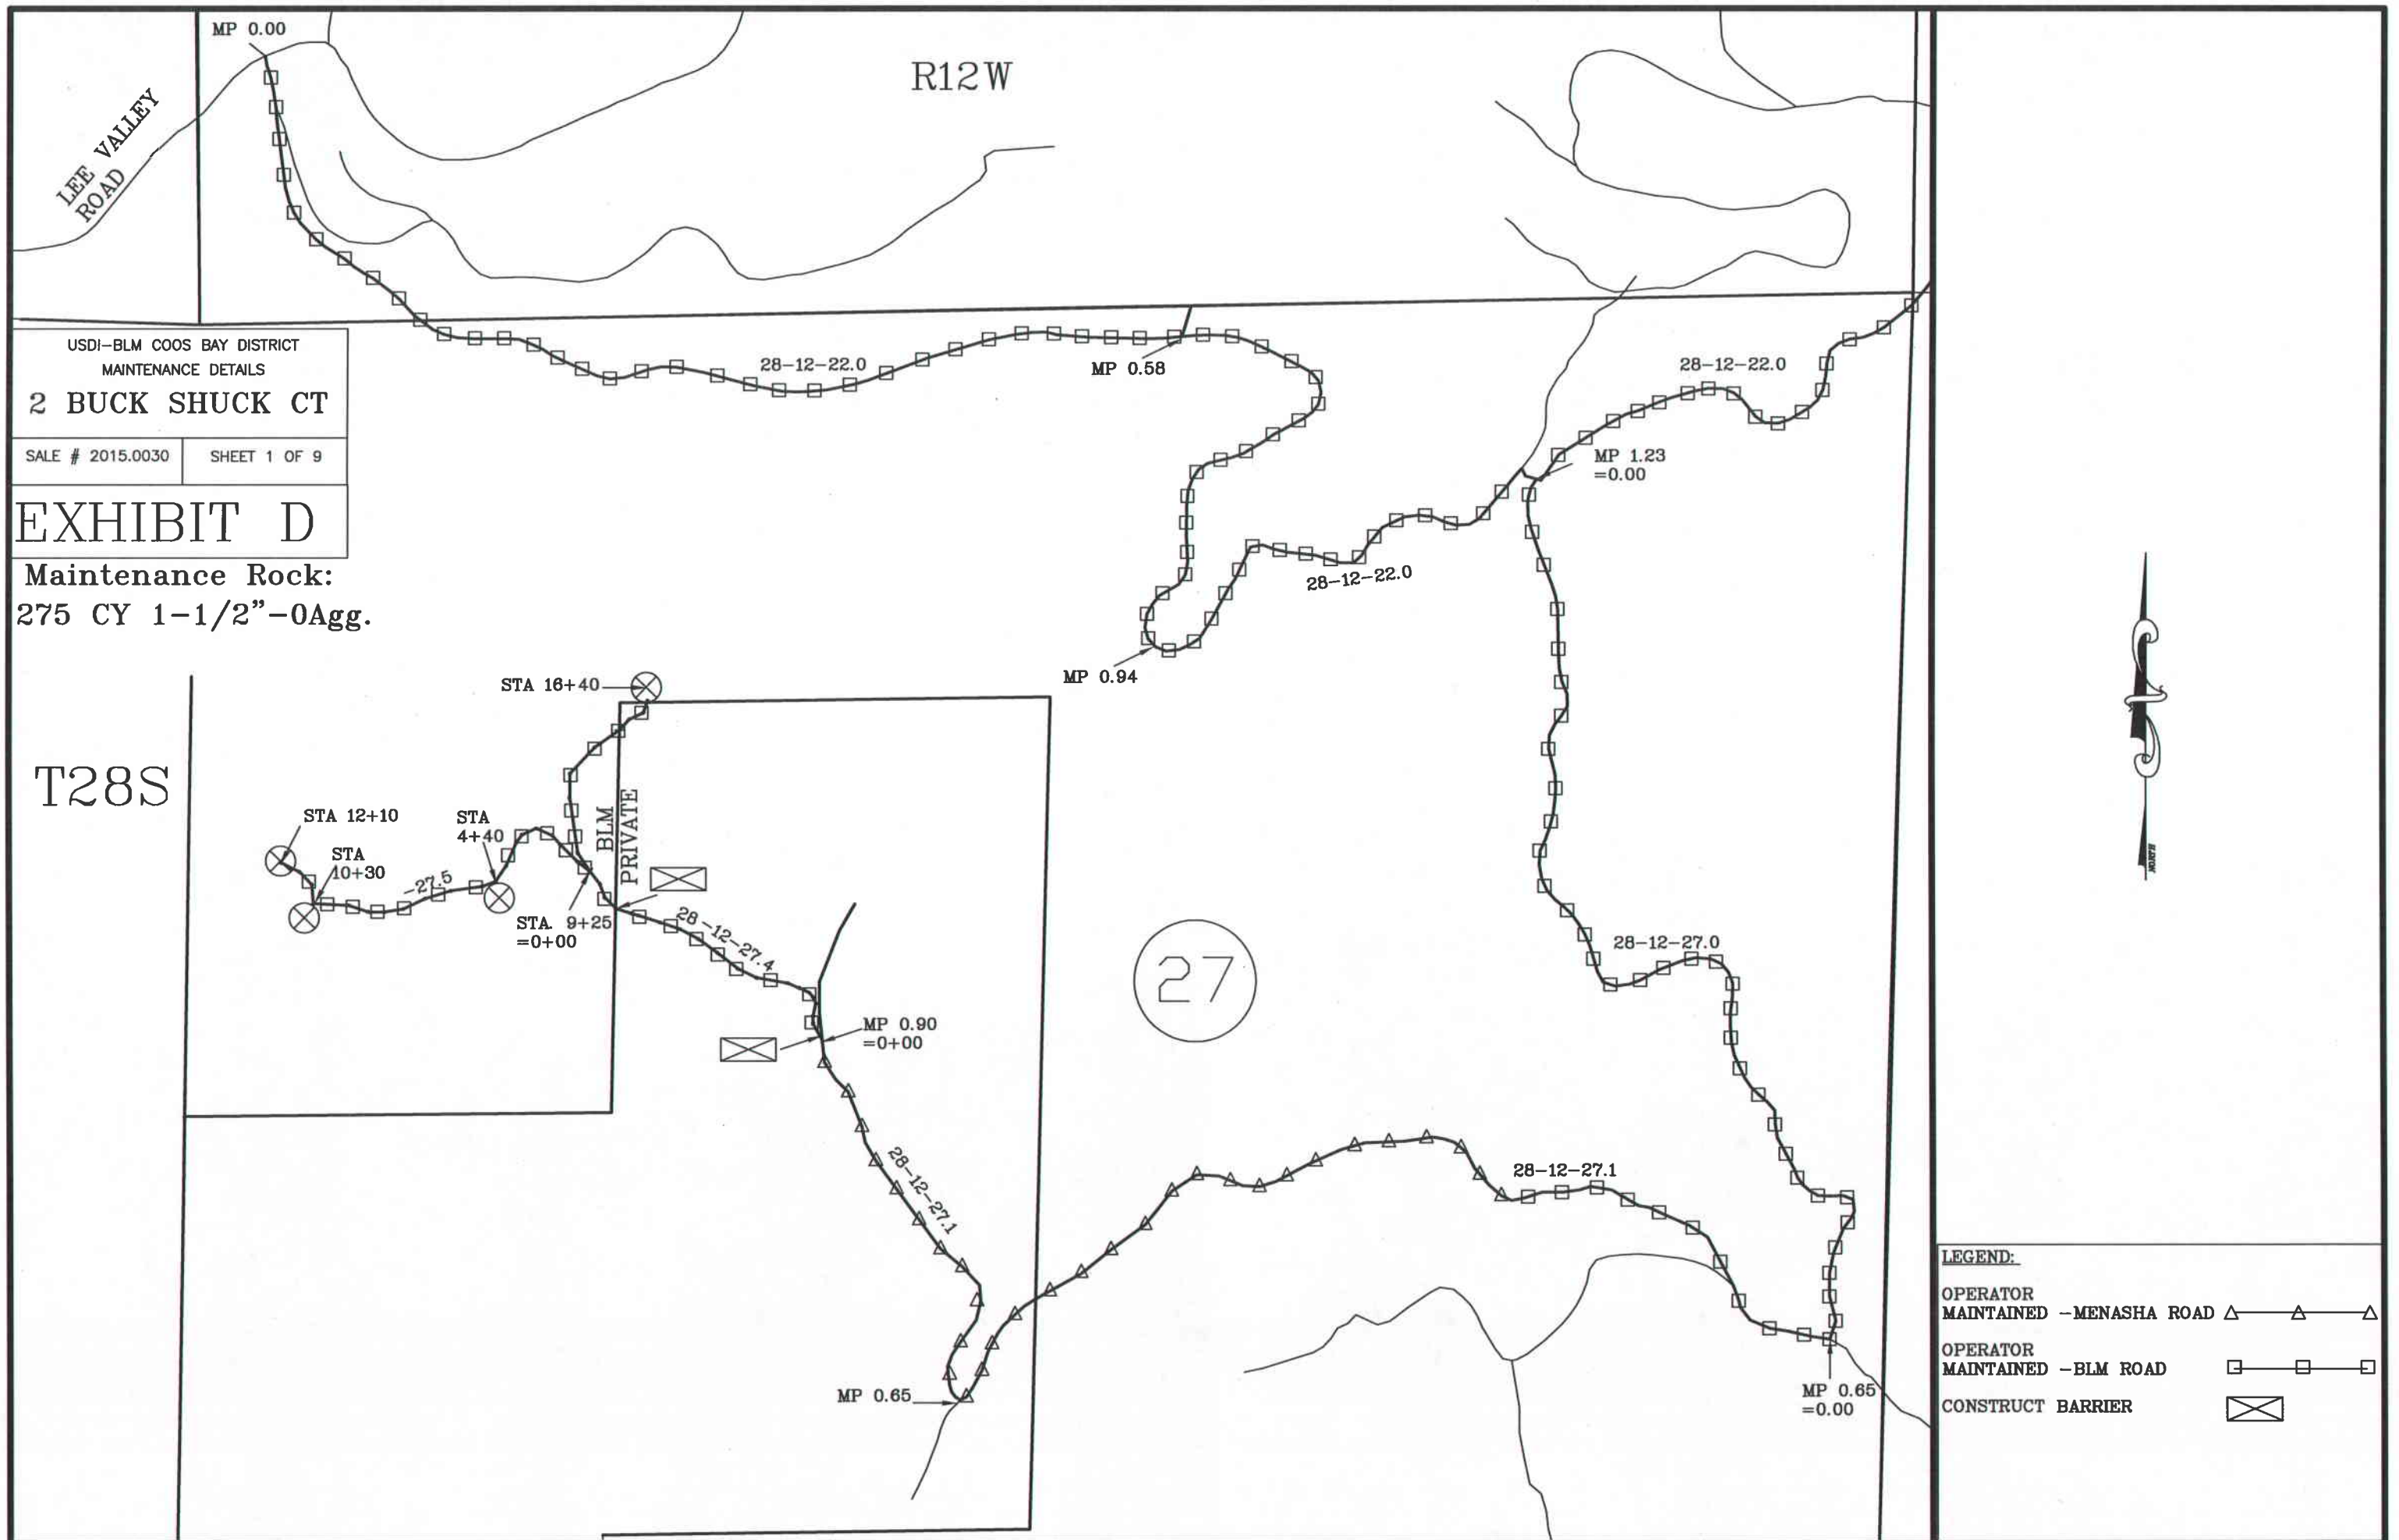 MP 0.00
R12W
LEE VALLEY
ROAD
USDI-BLM COOS BAY DISTRICT
MAINTENANCE DETAILS
2 BUCK SHUCK CT
SALE # 2015.0030
SHEET 1 OF 9
EXHIBIT D
Maintenance Rock:
275 CY 1-1/2"-0Agg.
28-12-22.0
MP 0.58
28-12-22.0
MP 1.23
=0.00
28-12-22.0
MP 0.94
STA 16+40
T28S
STA 12+10
STA
10+30
STA
4+40
-27.5
BLM
PRIVATE
STA. 9+25
=0+00
28-12-27.4
MP 0.90
=0+00
27
28-12-27.0
28-12-27.1
28-12-27.1
MP 0.65
MP 0.65
=0.00
LEGEND:
OPERATOR
MAINTAINED -MENASHA ROAD
OPERATOR
MAINTAINED -BLM ROAD
CONSTRUCT BARRIER